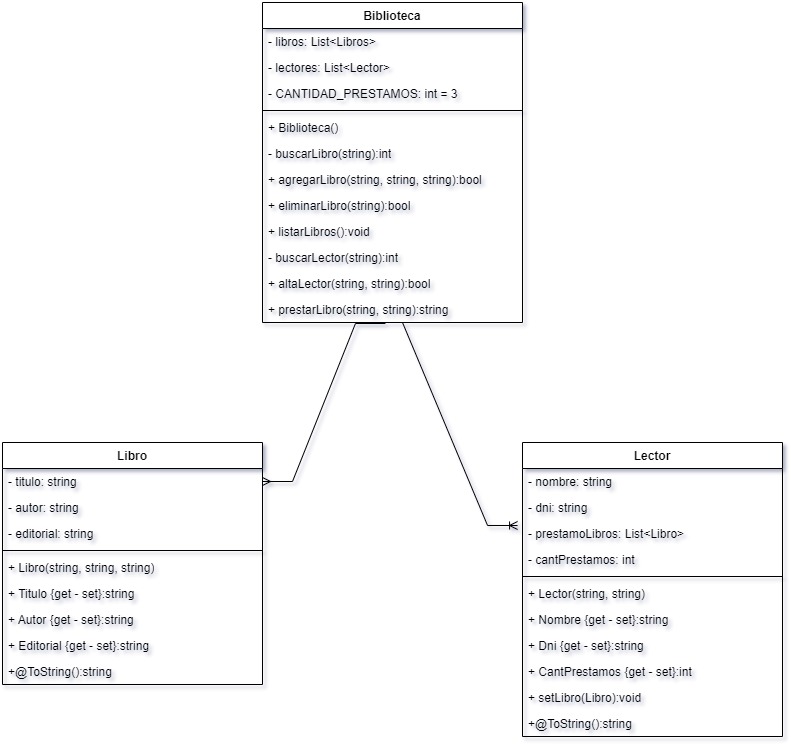 Biblioteca
- libros: List<Libros>
- lectores: List<Lector>
- CANTIDAD_PRESTAMOS: int = 3
+ Biblioteca()
- buscarLibro(string):int
+ agregarLibro(string, string, string):bool
+ eliminarLibro(string):bool
+ listarLibros():void
- buscarLector(string):int
+ altaLector(string, string):bool
+ prestarLibro(string, string):string
Libro
- titulo: string
- autor: string
- editorial: string
+ Libro(string, string, string)
+ Titulo {get - set}:string
+ Autor {get - set}:string
+ Editorial {get - set}:string
+@ToString():string
Lector
- nombre: string
- dni: string
- prestamoLibros: List<Libro>
- cantPrestamos: int
+ Lector(string, string)
+ Nombre {get - set}:string
+ Dni {get - set}:string
+ CantPrestamos {get - set}:int
+ setLibro(Libro):void
+@ToString():string